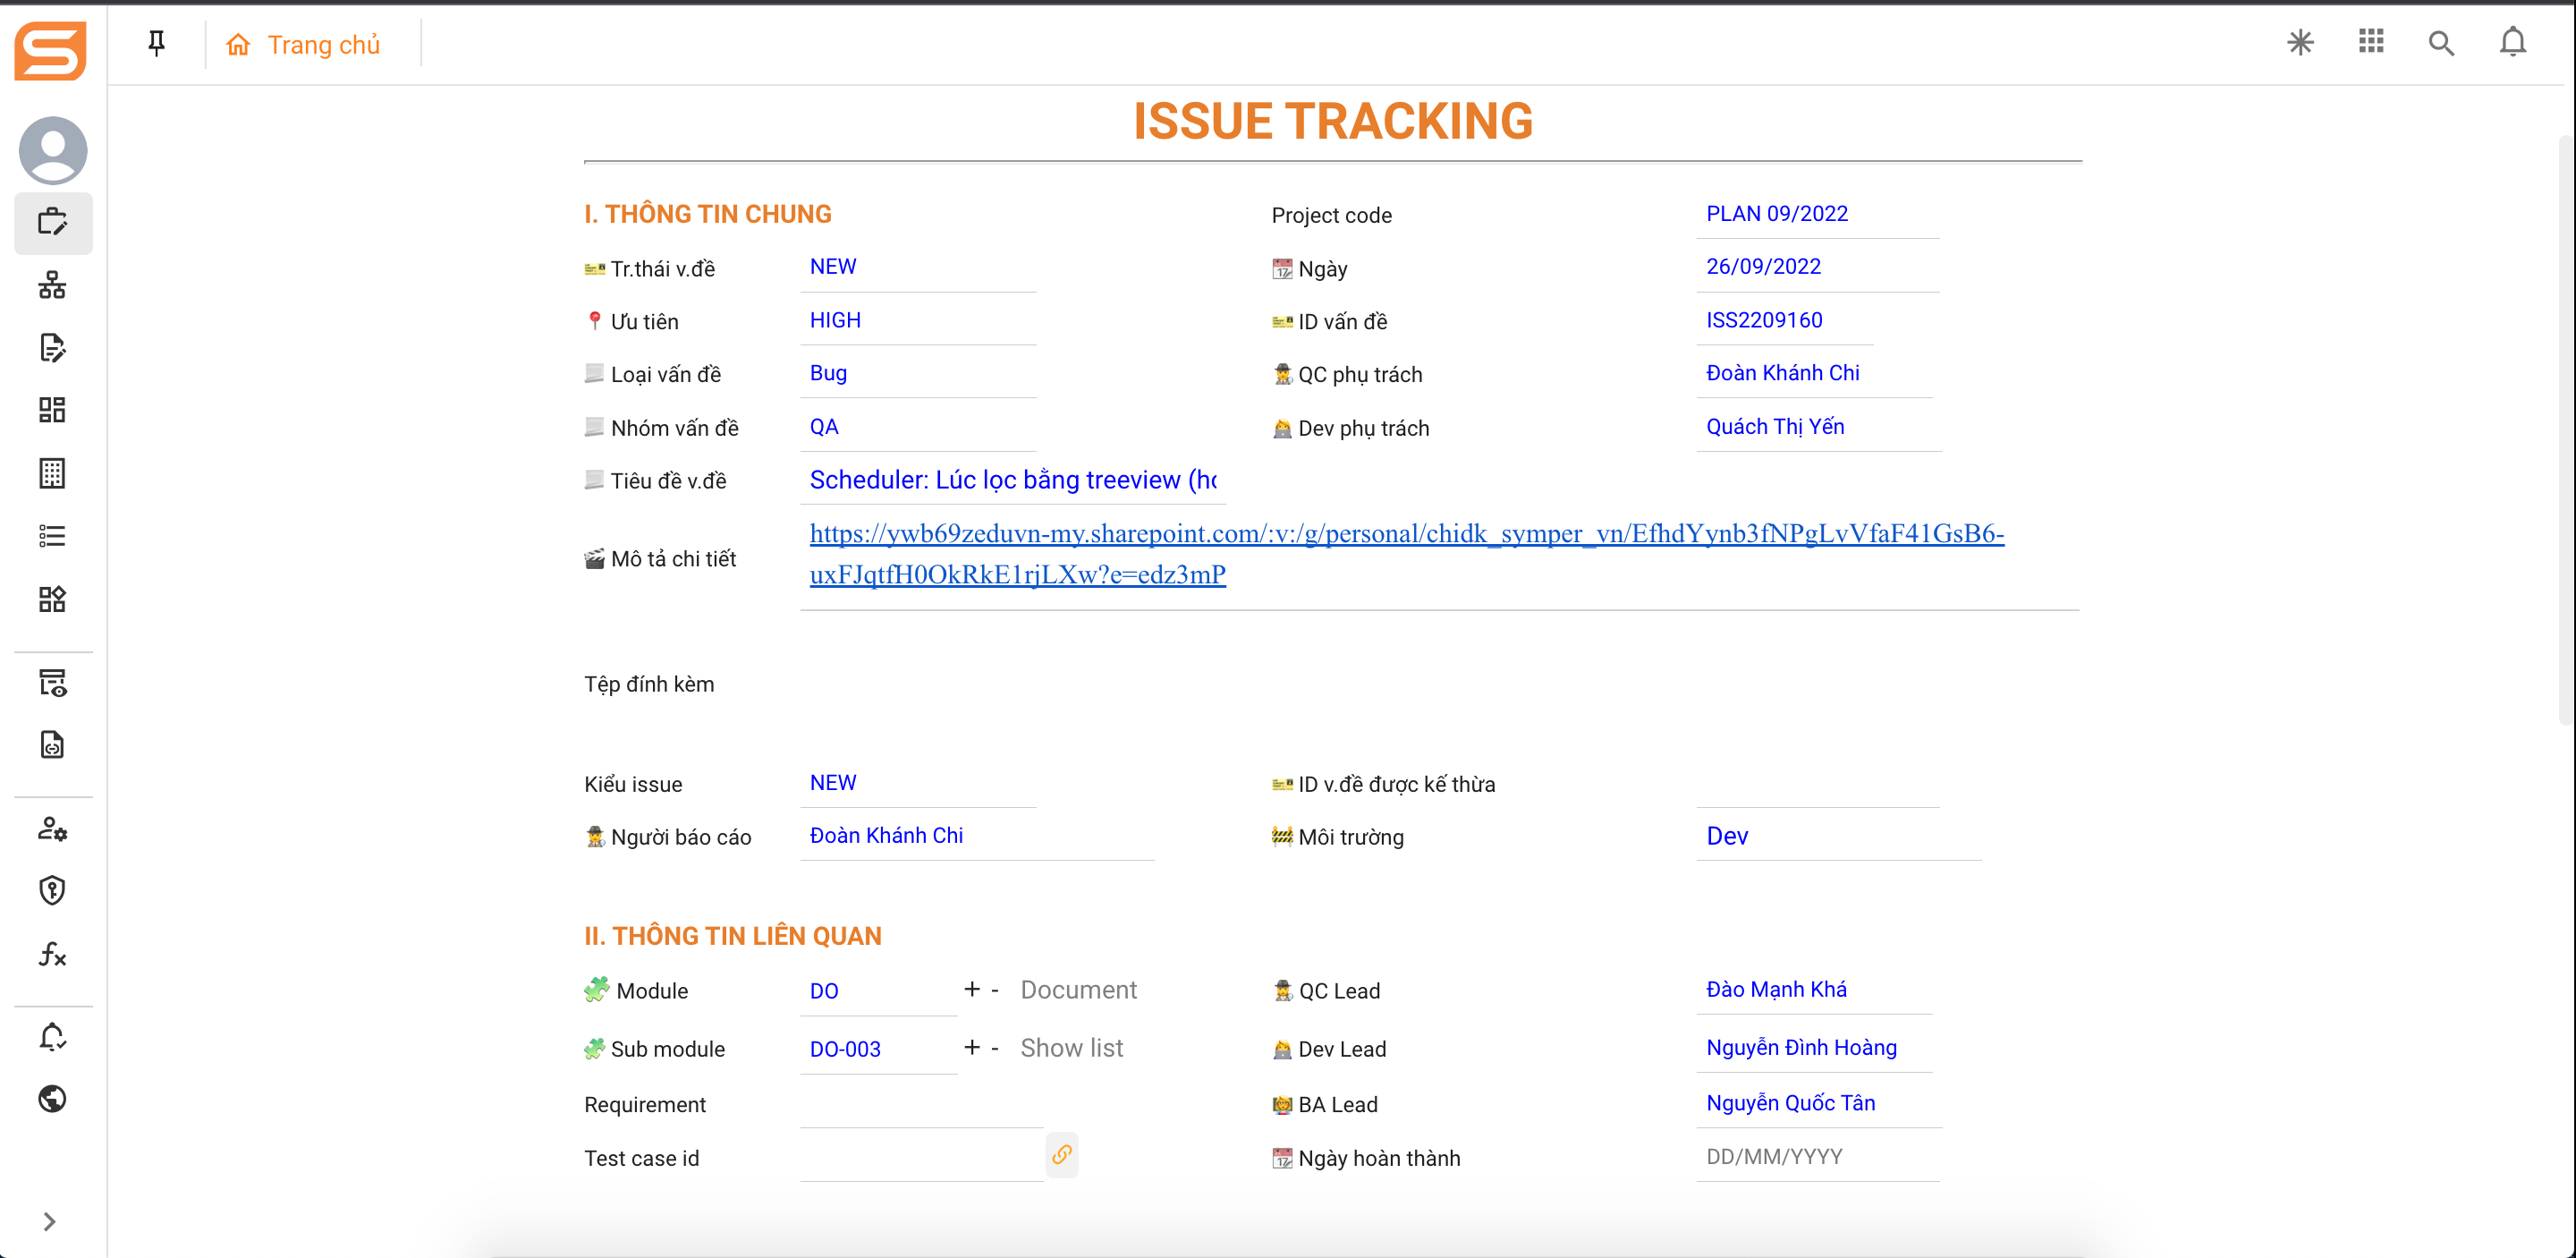 Trang chủ
ISSUE TRACKING
I. THÔNG TIN CHUNG
Project code
PLAN 09/2022
Tr.thái v.đề
NEW
Ngày
26/09/2022
Ưu tiên
HIGH
ID vấn đề
ISS2209160
Loại vấn đề
Bug
QC phụ trách
Đoàn Khánh Chi
Nhóm vấn đề
QA
Dev phụ trách
Quách Thị Yến
Tiêu đề v.đề
Scheduler: Lúc lọc bằng treeview (ho
Mô tả chi tiết
https://ywb69zeduvn-my.sharepoint.com/:v:/g/personal/chidk_symper_vn/EfhdYynb3fNPgLvVfaF41GsB6-
uxFJqtfH0OkRkE1rjLXw?e=edz3mP
Tệp đính kèm
Kiểu issue
NEW
ID v.đề được kế thừa
Người báo cáo
Đoàn Khánh Chi
Môi trường
Dev
II. THÔNG TIN LIÊN QUAN
Module
DO
+ -
Document
QC Lead
Đào Mạnh Khá
Sub module
DO-003
+ -
Show list
Dev Lead
Nguyễn Đình Hoàng
Requirement
BA Lead
Nguyễn Quốc Tân
Test case id
Ngày hoàn thành
DD/MM/YYYY